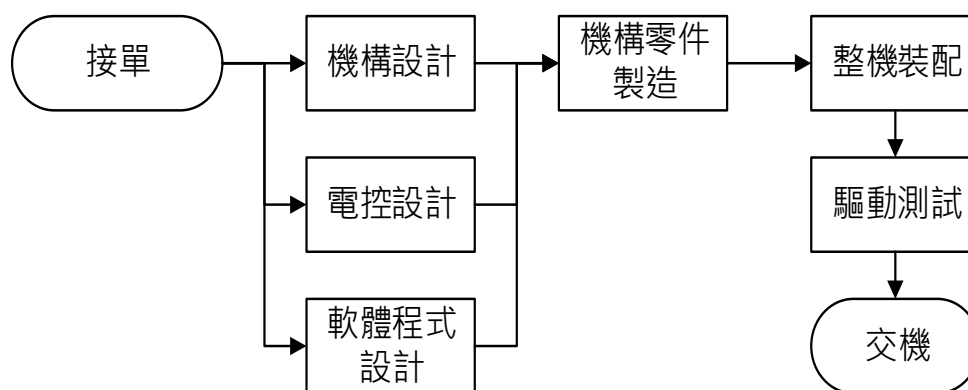 接單
機構設計
機構零件
製造
整機裝配
電控設計
驅動測試
軟體程式
設計
交機